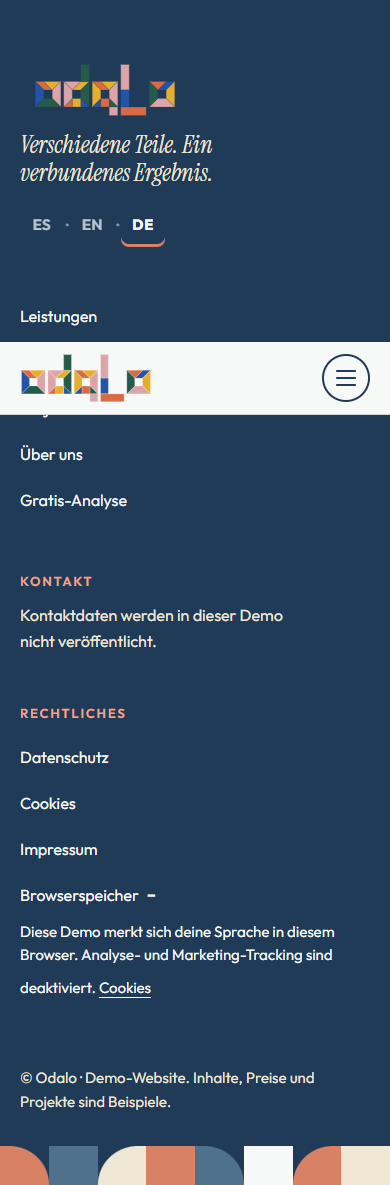 odalo
Verschiedene Teile. Ein
verbundenes Ergebnis.
ES · EN · DE
Leistungen
odalo
Über uns
Gratis-Analyse
KONTAKT
Kontaktdaten werden in dieser Demo
nicht veröffentlicht.
RECHTLICHES
Datenschutz
Cookies
Impressum
Browserspeicher –
Diese Demo merkt sich deine Sprache in diesem
Browser. Analyse- und Marketing-Tracking sind
deaktiviert. Cookies
© Odalo · Demo-Website. Inhalte, Preise und
Projekte sind Beispiele.